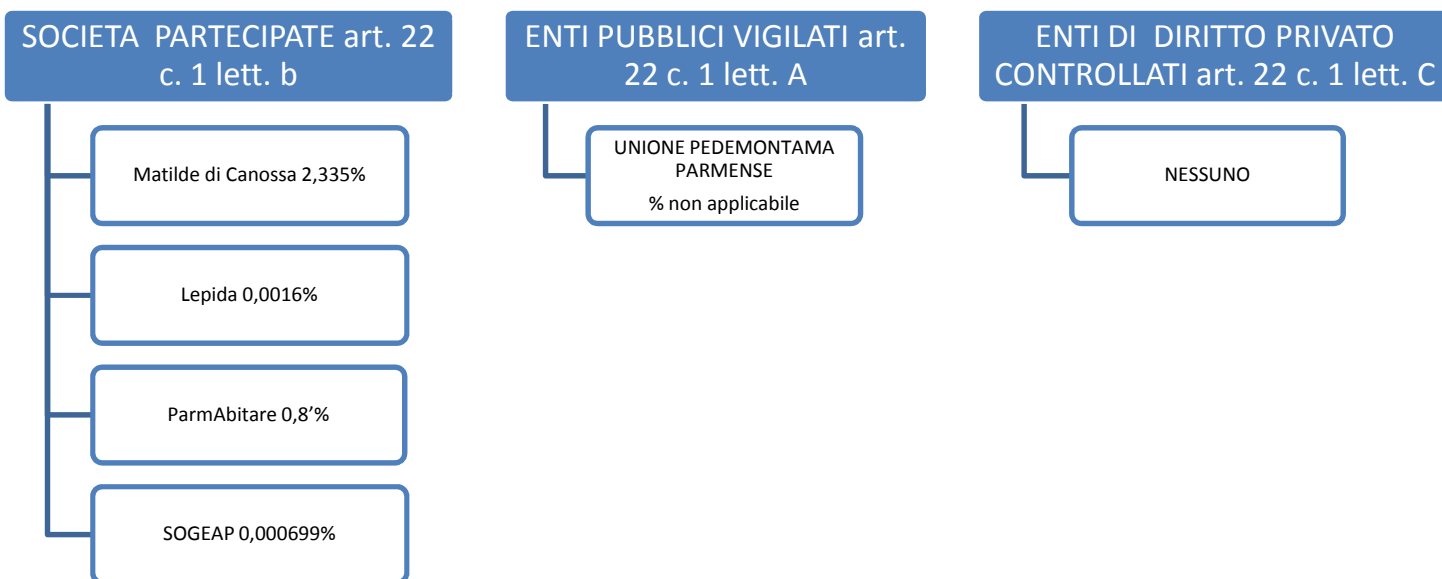 SOCIETA PARTECIPATE art. 22
c. 1 lett. b
Matilde di Canossa 2,335%
Lepida 0,0016%
ParmAbitare 0,8’%
SOGEAP 0,000699%
ENTI PUBBLICI VIGILATI art.
22 c. 1 lett. A
UNIONE PEDEMONTAMA
PARMENSE
% non applicabile
ENTI DI DIRITTO PRIVATO
CONTROLLATI art. 22 c. 1 lett. C
NESSUNO